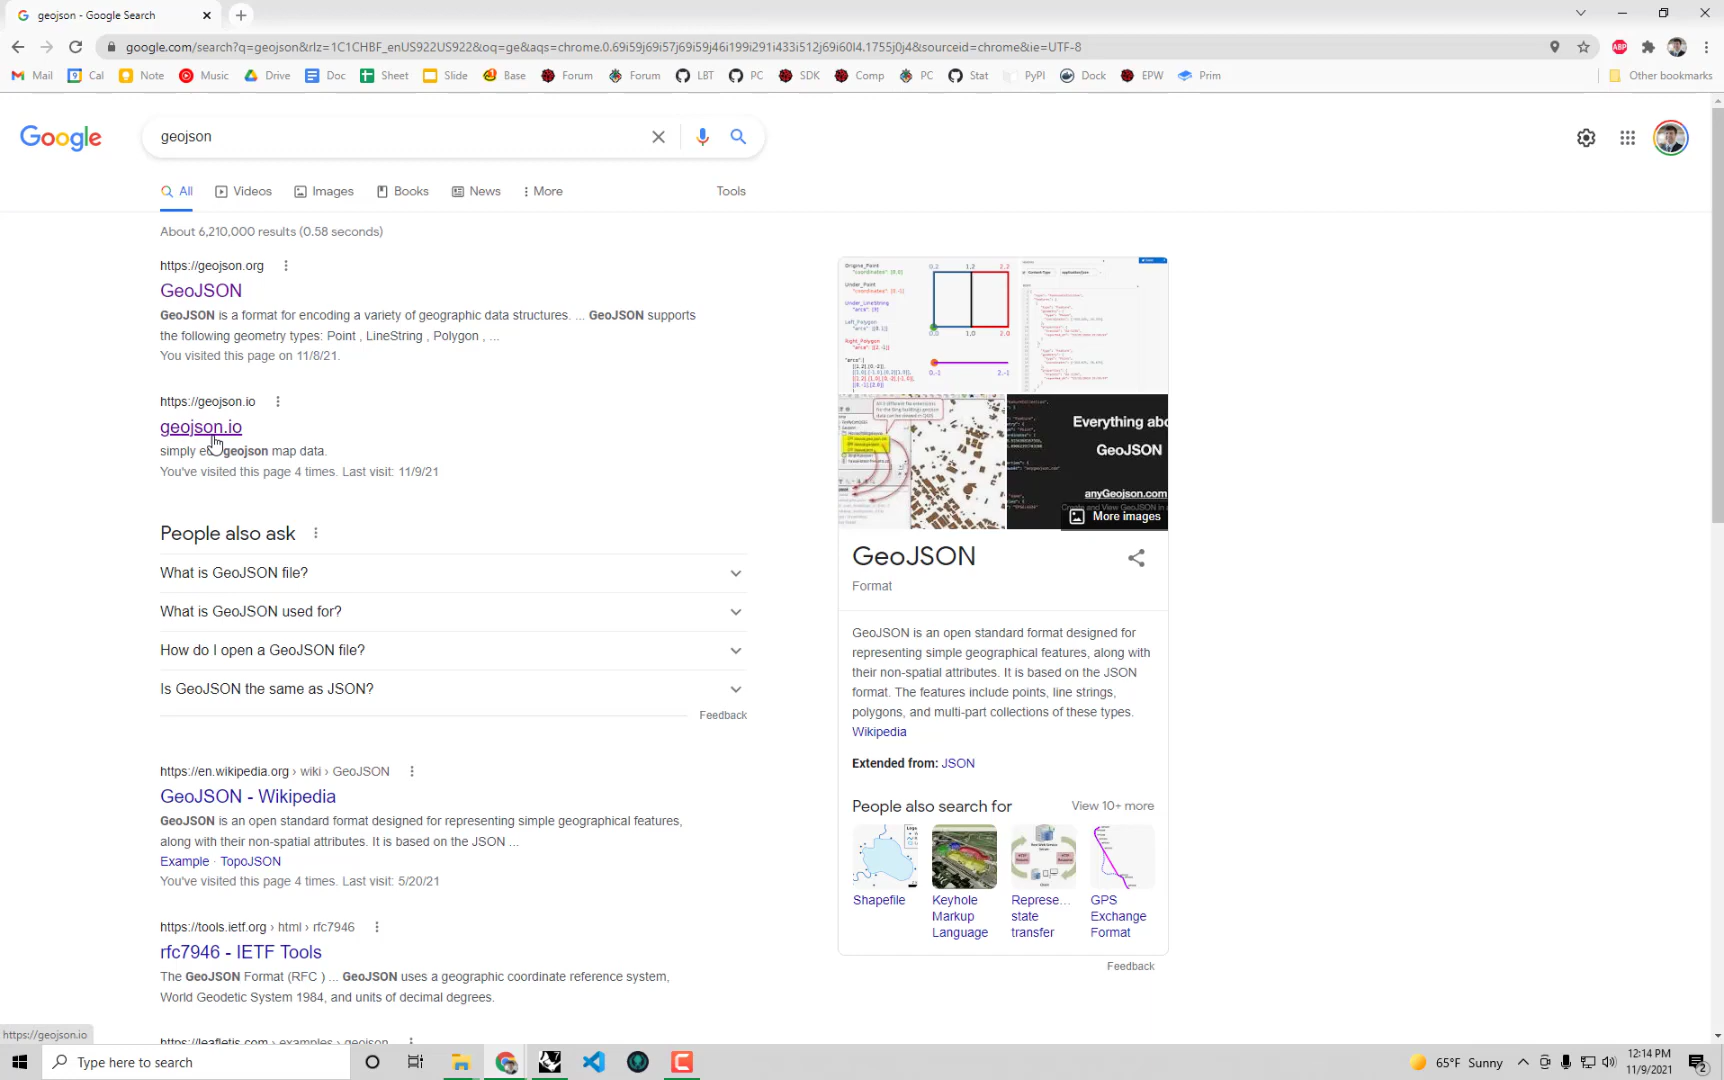 geojson - Google Search
google.com/search?q=geojson&rlz=1C1CHBF_enUS922US922&oq=ge&aqs=chrome.0.69i59j69i57j69i59j46i199i291i433i512j69i60l4.1755j0j4&sourceid=chrome&ie=UTF-8
ABP
Mail Cal Note Music Drive Doc Sheet Slide Base Forum Forum LBT PC SDK Comp PC Stat PyPI Dock EPW Prim Other bookmarks
Google
geojson
All Videos Images Books News More Tools
About 6,210,000 results (0.58 seconds)
https://geojson.org
GeoJSON
GeoJSON is a format for encoding a variety of geographic data structures. ... GeoJSON supports
the following geometry types: Point , LineString , Polygon , ...
You visited this page on 11/8/21.
https://geojson.io
geojson.io
simply geojson map data.
You've visited this page 4 times. Last visit: 11/9/21
People also ask
What is GeoJSON file?
What is GeoJSON used for?
How do I open a GeoJSON file?
Is GeoJSON the same as JSON?
Feedback
https://en.wikipedia.org › wiki › GeoJSON
GeoJSON - Wikipedia
GeoJSON is an open standard format designed for representing simple geographical features,
along with their non-spatial attributes. It is based on the JSON ...
Example · TopoJSON
You've visited this page 4 times. Last visit: 5/20/21
https://tools.ietf.org › html › rfc7946
rfc7946 - IETF Tools
The GeoJSON Format (RFC ) ... GeoJSON uses a geographic coordinate reference system,
World Geodetic System 1984, and units of decimal degrees.
https://leafletjs.com › examples › geojson
Everything abo
GeoJSON
anyGeojson.com
More images
GeoJSON
Format
GeoJSON is an open standard format designed for
representing simple geographical features, along with
their non-spatial attributes. It is based on the JSON
format. The features include points, line strings,
polygons, and multi-part collections of these types.
Wikipedia
Extended from: JSON
People also search for View 10+ more
Shapefile
Keyhole
Markup
Language
Represe...
state
transfer
GPS
Exchange
Format
Feedback
https://geojson.io
Type here to search
65°F Sunny
12:14 PM
11/9/2021
2